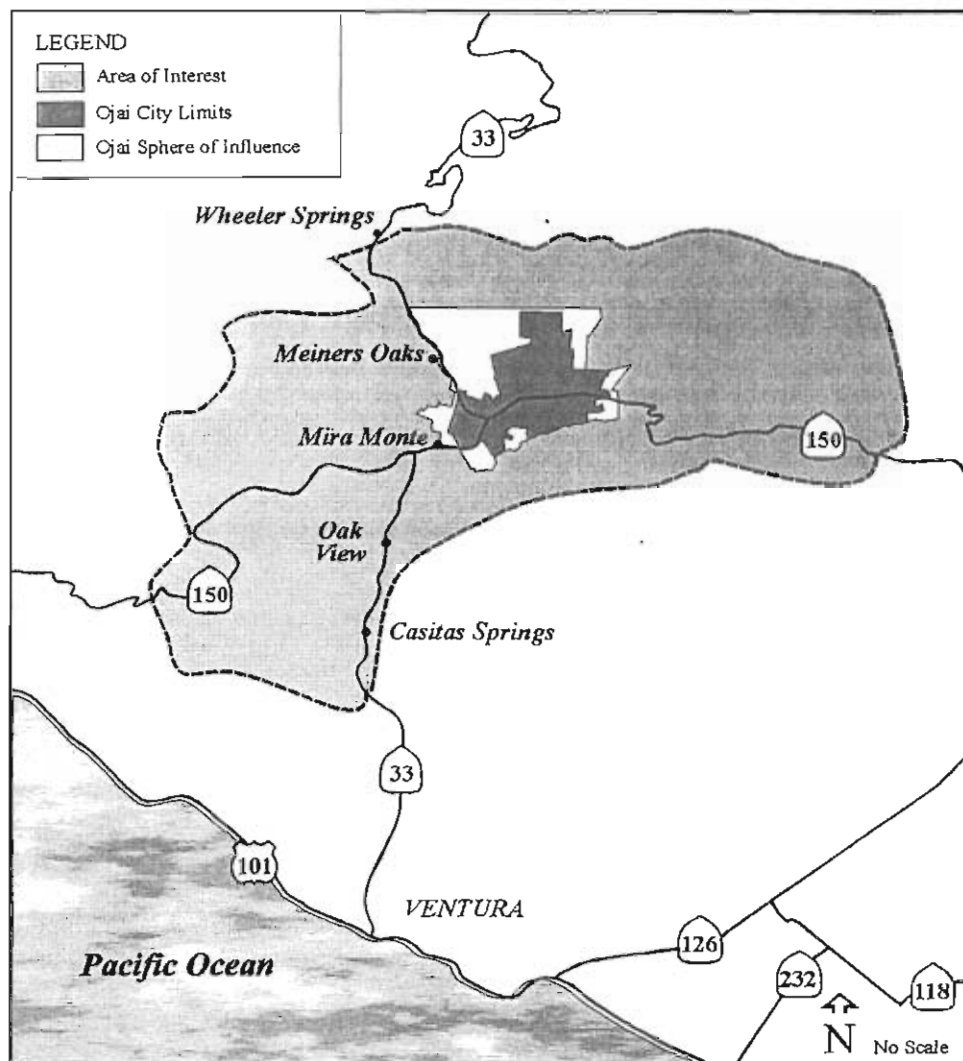 LEGEND
Area of Interest
Ojai City Limits
Ojai Sphere of Influence
33
Wheeler Springs
Meiners Oaks
Mira Monte
150
Oak
View
150
Casitas Springs
33
101
VENTURA
Pacific Ocean
126
232
118
N No Scale